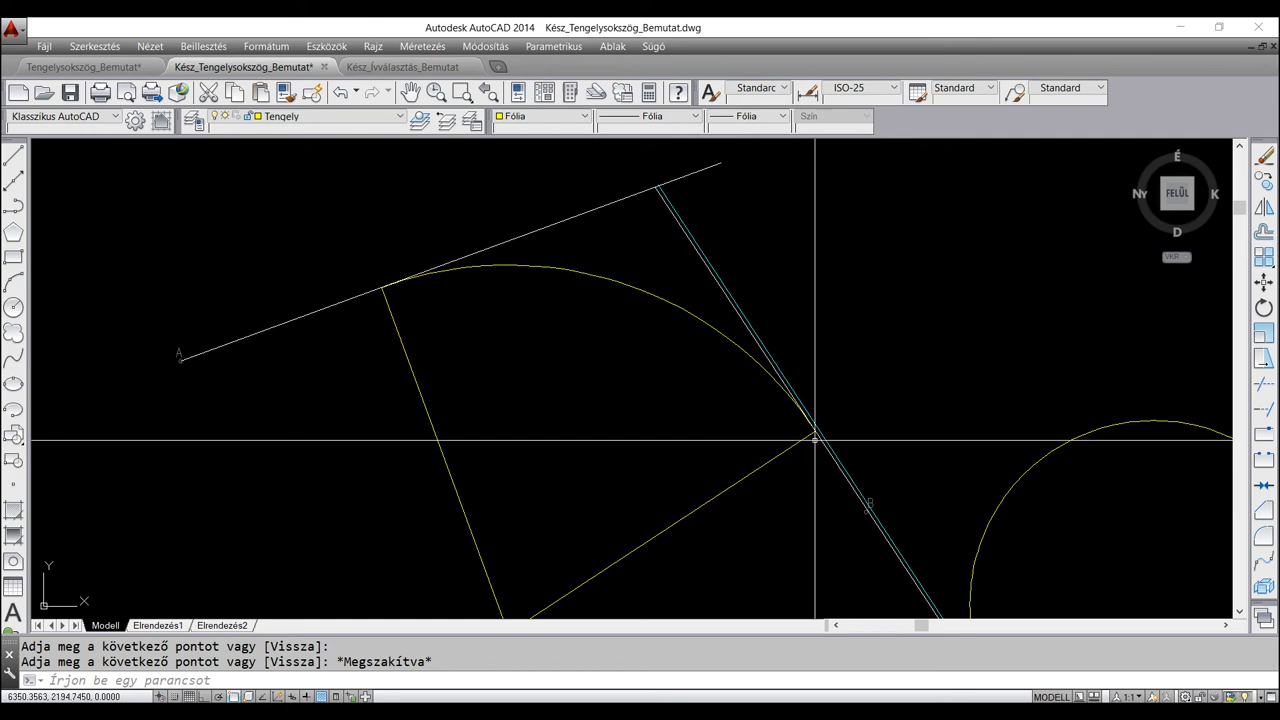 Autodesk AutoCAD 2014 Kész_Tengelysokszög_Bemutat.dwg
Fájl Szerkesztés Nézet Beillesztés Formátum Eszközök Rajz Méretezés Módosítás Parametrikus Ablak Súgó
Tengelysokszög_Bemutat* Kész_Tengelysokszög_Bemutat* Kész_Ívválasztás_Bemutat
Standarc ISO-25 Standard Standard
Klasszikus AutoCAD Tengely Fólia Fólia Fólia Szín
É
Ny FELÜL K
D
VKR
A
B
Y
X
Modell Elrendezés1 Elrendezés2
Adja meg a következő pontot vagy [Vissza]:
Adja meg a következő pontot vagy [Vissza]: *Megszakítva*
Írjon be egy parancsot
6350.3563, 2194.7450, 0.0000 MODELL 1:1